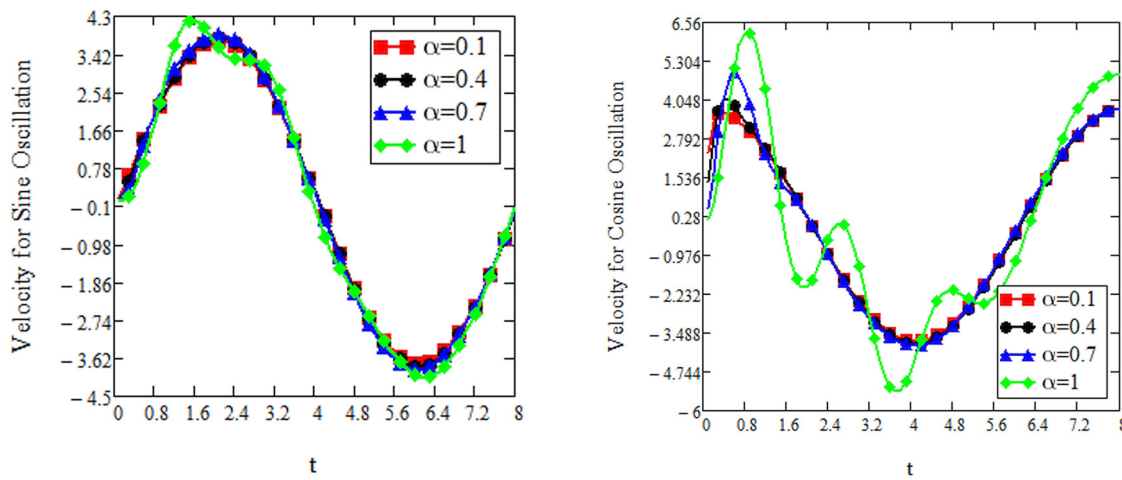 Velocity for Sine Oscillation
4.3
3.42
2.54
1.66
0.78
−0.1
−0.98
−1.86
−2.74
−3.62
−4.5
α=0.1
α=0.4
α=0.7
α=1
0 0.8 1.6 2.4 3.2 4 4.8 5.6 6.4 7.2 8
t
Velocity for Cosine Oscillation
6.56
5.304
4.048
2.792
1.536
0.28
−0.976
−2.232
−3.488
−4.744
−6
α=0.1
α=0.4
α=0.7
α=1
0 0.8 1.6 2.4 3.2 4 4.8 5.6 6.4 7.2 8
t